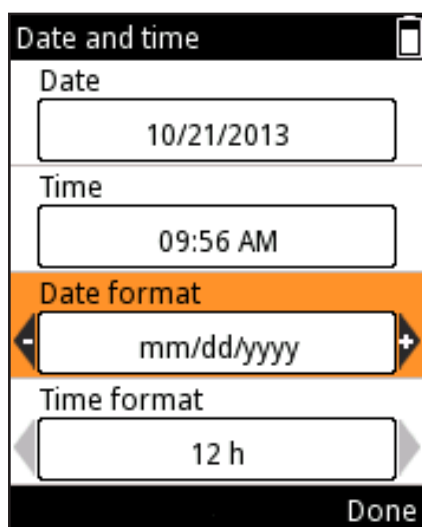 Date and time
Date
10/21/2013
Time
09:56 AM
Date format
- mm/dd/yyyy +
Time format
12 h
Done